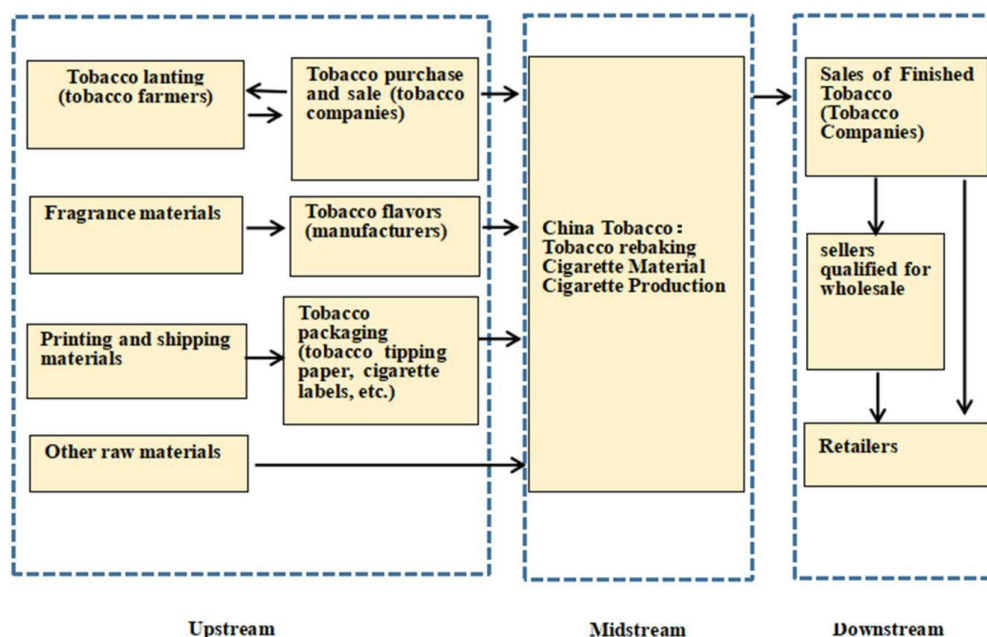 Tobacco lanting
(tobacco farmers)
Tobacco purchase
and sale (tobacco
companies)
Fragrance materials
Tobacco flavors
(manufacturers)
Printing and shipping
materials
Tobacco
packaging
(tobacco tipping
paper, cigarette
labels, etc.)
Other raw materials
China Tobacco：
Tobacco rebaking
Cigarette Material
Cigarette Production
Sales of Finished
Tobacco
(Tobacco
Companies)
sellers
qualified for
wholesale
Retailers
Upstream
Midstream
Downstream